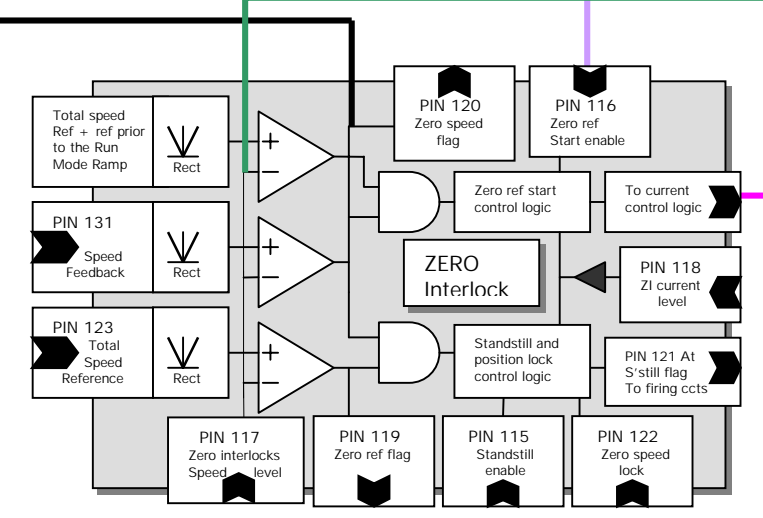 Total speed
Ref + ref prior
to the Run
Mode Ramp
Rect
PIN 120
Zero speed
flag
PIN 116
Zero ref
Start enable
+
−
Zero ref start
control logic
To current
control logic
PIN 131
Speed
Feedback
Rect
+
−
ZERO
Interlock
PIN 118
ZI current
level
PIN 123
Total
Speed
Reference
Rect
+
−
Standstill and
position lock
control logic
PIN 121 At
S'still flag
To firing ccts
PIN 117
Zero interlocks
Speed level
PIN 119
Zero ref flag
PIN 115
Standstill
enable
PIN 122
Zero speed
lock